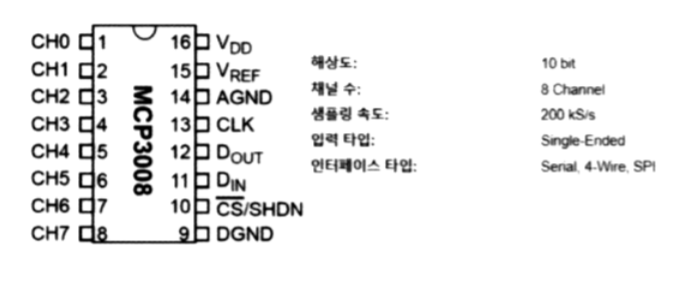 CH0 1 16 VDD
CH1 2 15 VREF
CH2 3 14 AGND
CH3 4 13 CLK
CH4 5 12 DOUT
CH5 6 11 DIN
CH6 7 10 CS/SHDN
CH7 8 9 DGND
MCP3008
해상도: 10 bit
채널 수: 8 Channel
샘플링 속도: 200 kS/s
입력 타입: Single-Ended
인터페이스 타입: Serial, 4-Wire, SPI